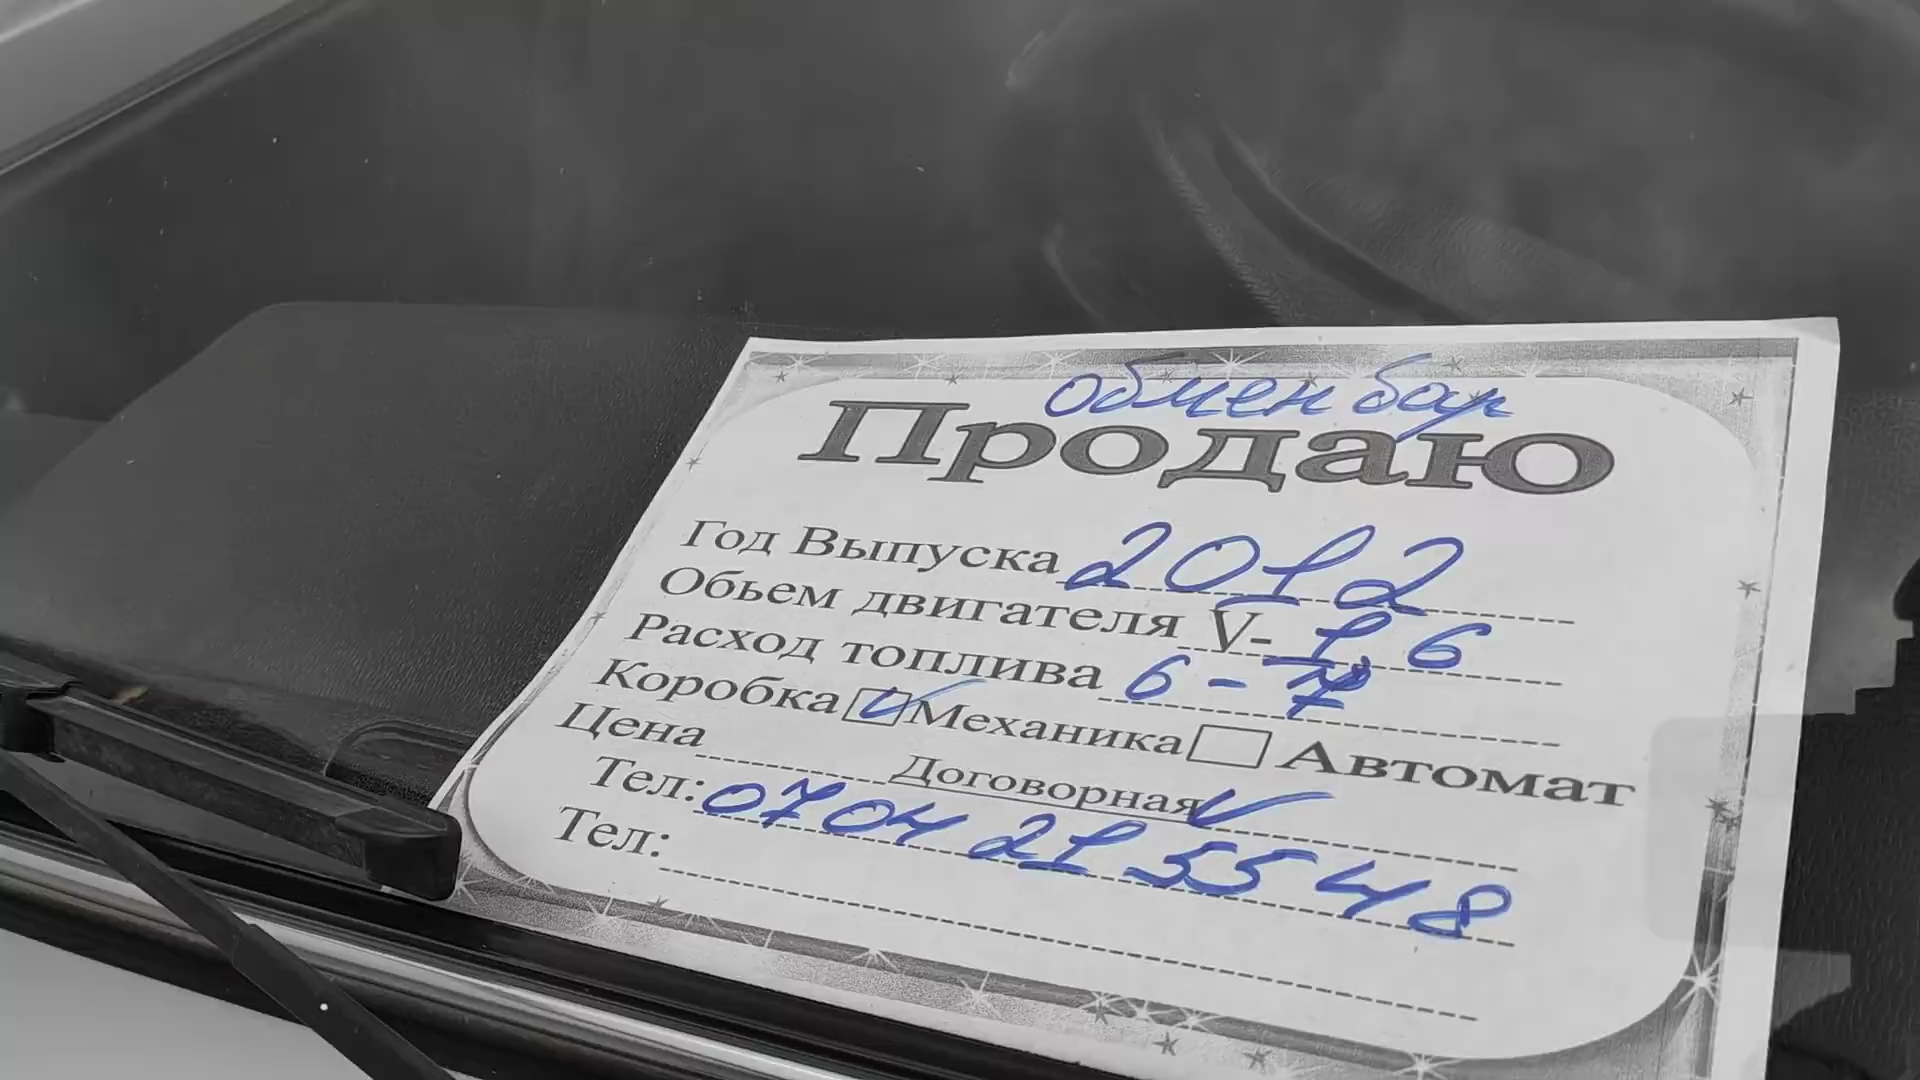 обмен бар
Продаю
Год Выпуска 2012
Обьем двигателя V- 1,6
Расход топлива 6 - 7
Коробка V Механика Автомат
Цена Договорная V
Тел: 0704 21 55 48
Тел: